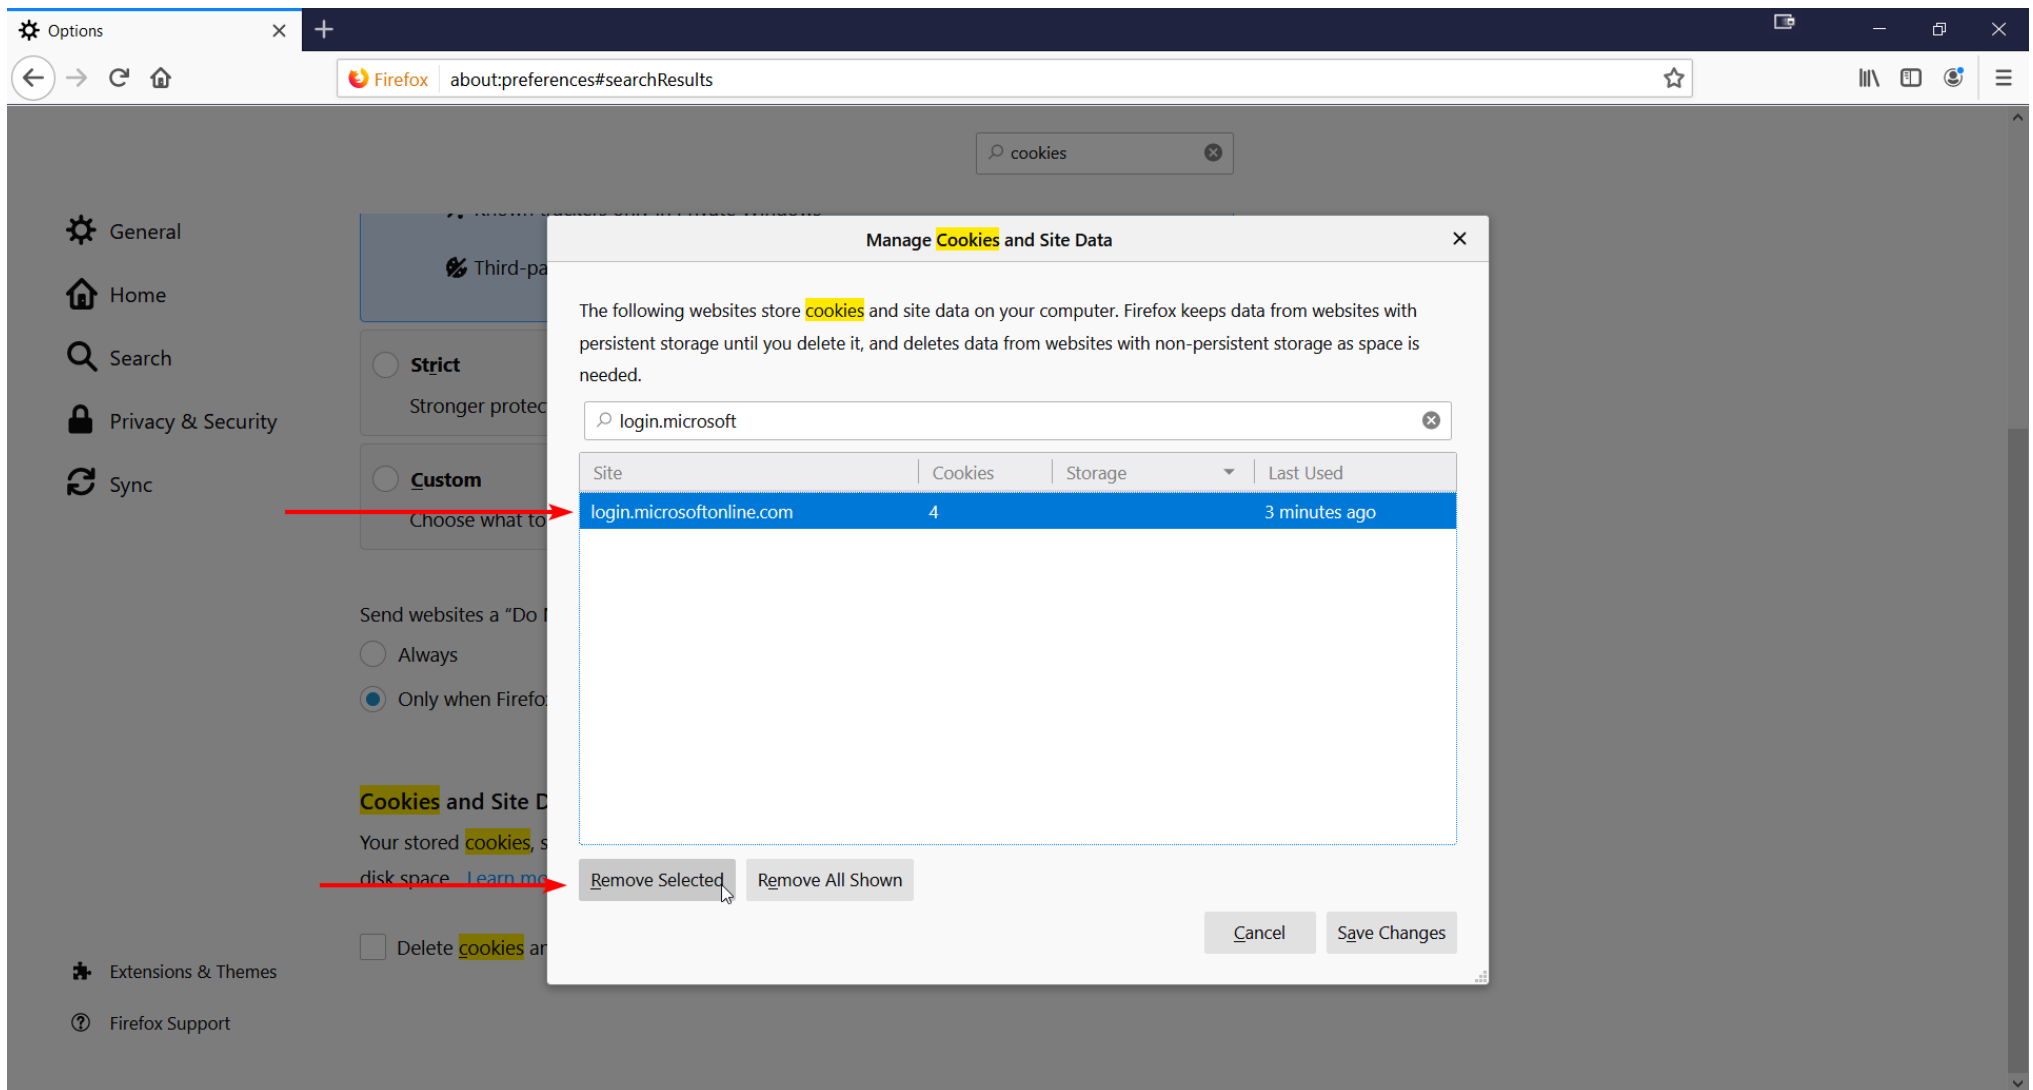 Options
Firefox
about:preferences#searchResults
cookies
General
Home
Search
Privacy & Security
Sync
Extensions & Themes
Firefox Support
Third-pa
Strict
Stronger protec
Custom
Choose what to
Send websites a “Do
Always
Only when Firefo
Cookies and Site D
Your stored cookies, s
disk space Learn mo
Delete cookies an
Manage Cookies and Site Data
The following websites store cookies and site data on your computer. Firefox keeps data from websites with
persistent storage until you delete it, and deletes data from websites with non-persistent storage as space is
needed.
login.microsoft
Site Cookies Storage Last Used
login.microsoftonline.com 4 3 minutes ago
Remove Selected Remove All Shown
Cancel Save Changes